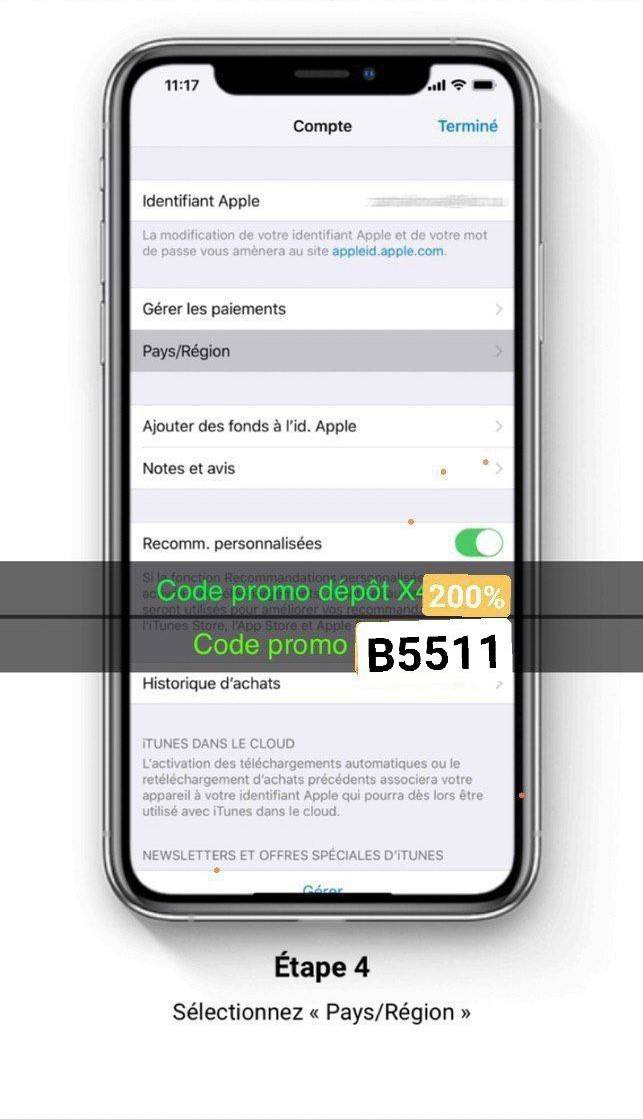 11:17
Compte
Terminé
Identifiant Apple
La modification de votre identifiant Apple et de votre mot
de passe vous amènera au site appleid.apple.com.
Gérer les paiements
Pays/Région
Ajouter des fonds à l'id. Apple
Notes et avis
Recomm. personnalisées
Si la fonction Recommandations personnalisées
Code promo dépôt X4 200%
seront utilisés pour améliorer vos recommand
l'iTunes Store, l'App Store et Apple
Code promo B5511
Historique d'achats
iTUNES DANS LE CLOUD
L'activation des téléchargements automatiques ou le
retéléchargement d'achats précédents associera votre
appareil à votre identifiant Apple qui pourra dès lors être
utilisé avec iTunes dans le cloud.
NEWSLETTERS ET OFFRES SPÉCIALES D'iTUNES
Gérer
Étape 4
Sélectionnez « Pays/Région »